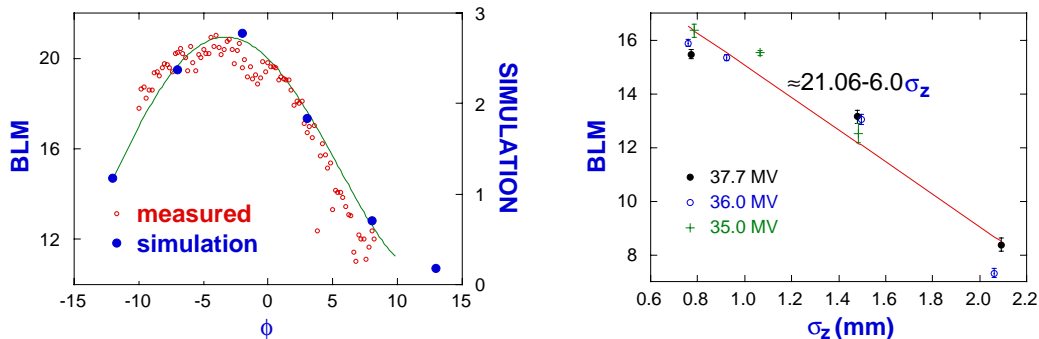 BLM
20
16
12
3
2
1
0
SIMULATION
measured
simulation
-15 -10 -5 0 5 10 15
ϕ
BLM
16
14
12
10
8
≈21.06-6.0σz
37.7 MV
36.0 MV
35.0 MV
0.6 0.8 1.0 1.2 1.4 1.6 1.8 2.0 2.2
σz (mm)